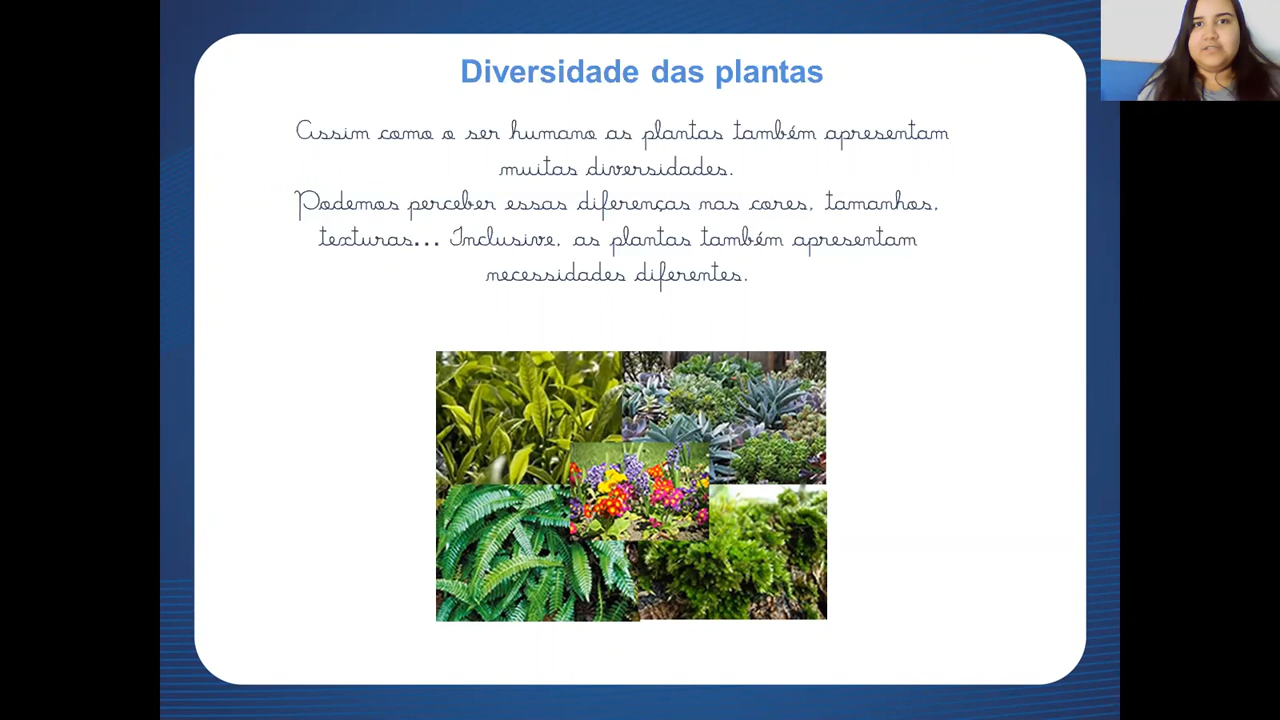 Diversidade das plantas
Assim como o ser humano as plantas também apresentam
muitas diversidades.
Podemos perceber essas diferenças nas cores, tamanhos,
texturas... Inclusive, as plantas também apresentam
necessidades diferentes.